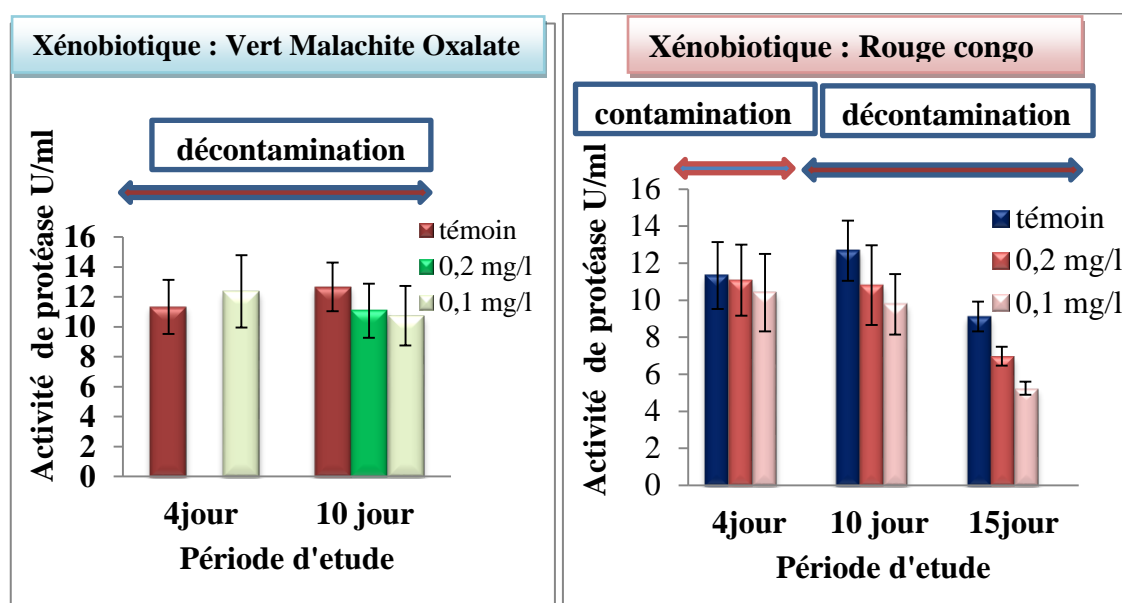 Xénobiotique : Vert Malachite Oxalate
décontamination
Activité de protéase U/ml
16
14
12
10
8
6
4
2
0
témoin
0,2 mg/l
0,1 mg/l
4jour
10 jour
Période d'etude
Xénobiotique : Rouge congo
contamination
décontamination
Activité de protéase U/ml
16
14
12
10
8
6
4
2
0
témoin
0,2 mg/l
0,1 mg/l
4jour
10 jour
15jour
Période d'etude